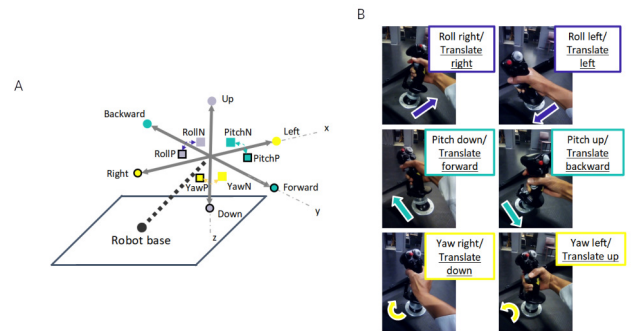 A
Up
Backward
RollN
PitchN
x
Left
RollP
PitchP
Right
YawP
YawN
Forward
Down
y
z
Robot base
B
Roll right/
Translate
right
Roll left/
Translate
left
Pitch down/
Translate
forward
Pitch up/
Translate
backward
Yaw right/
Translate
down
Yaw left/
Translate up